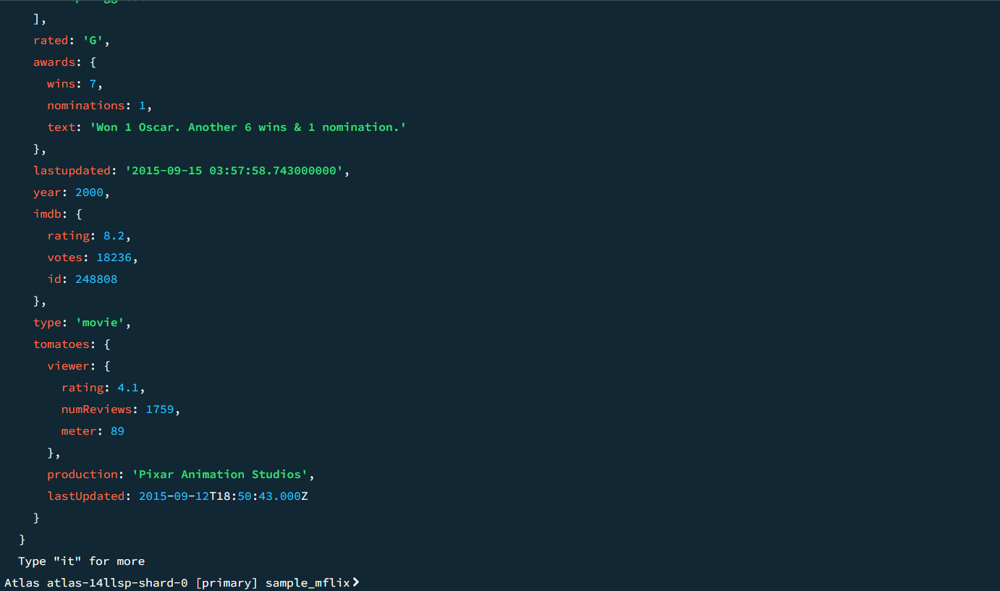 ],
rated: 'G',
awards: {
wins: 7,
nominations: 1,
text: 'Won 1 Oscar. Another 6 wins & 1 nomination.'
},
lastupdated: '2015-09-15 03:57:58.743000000',
year: 2000,
imdb: {
rating: 8.2,
votes: 18236,
id: 248808
},
type: 'movie',
tomatoes: {
viewer: {
rating: 4.1,
numReviews: 1759,
meter: 89
},
production: 'Pixar Animation Studios',
lastUpdated: 2015-09-12T18:50:43.000Z
}
}
Type "it" for more
Atlas atlas-14llsp-shard-0 [primary] sample_mflix>